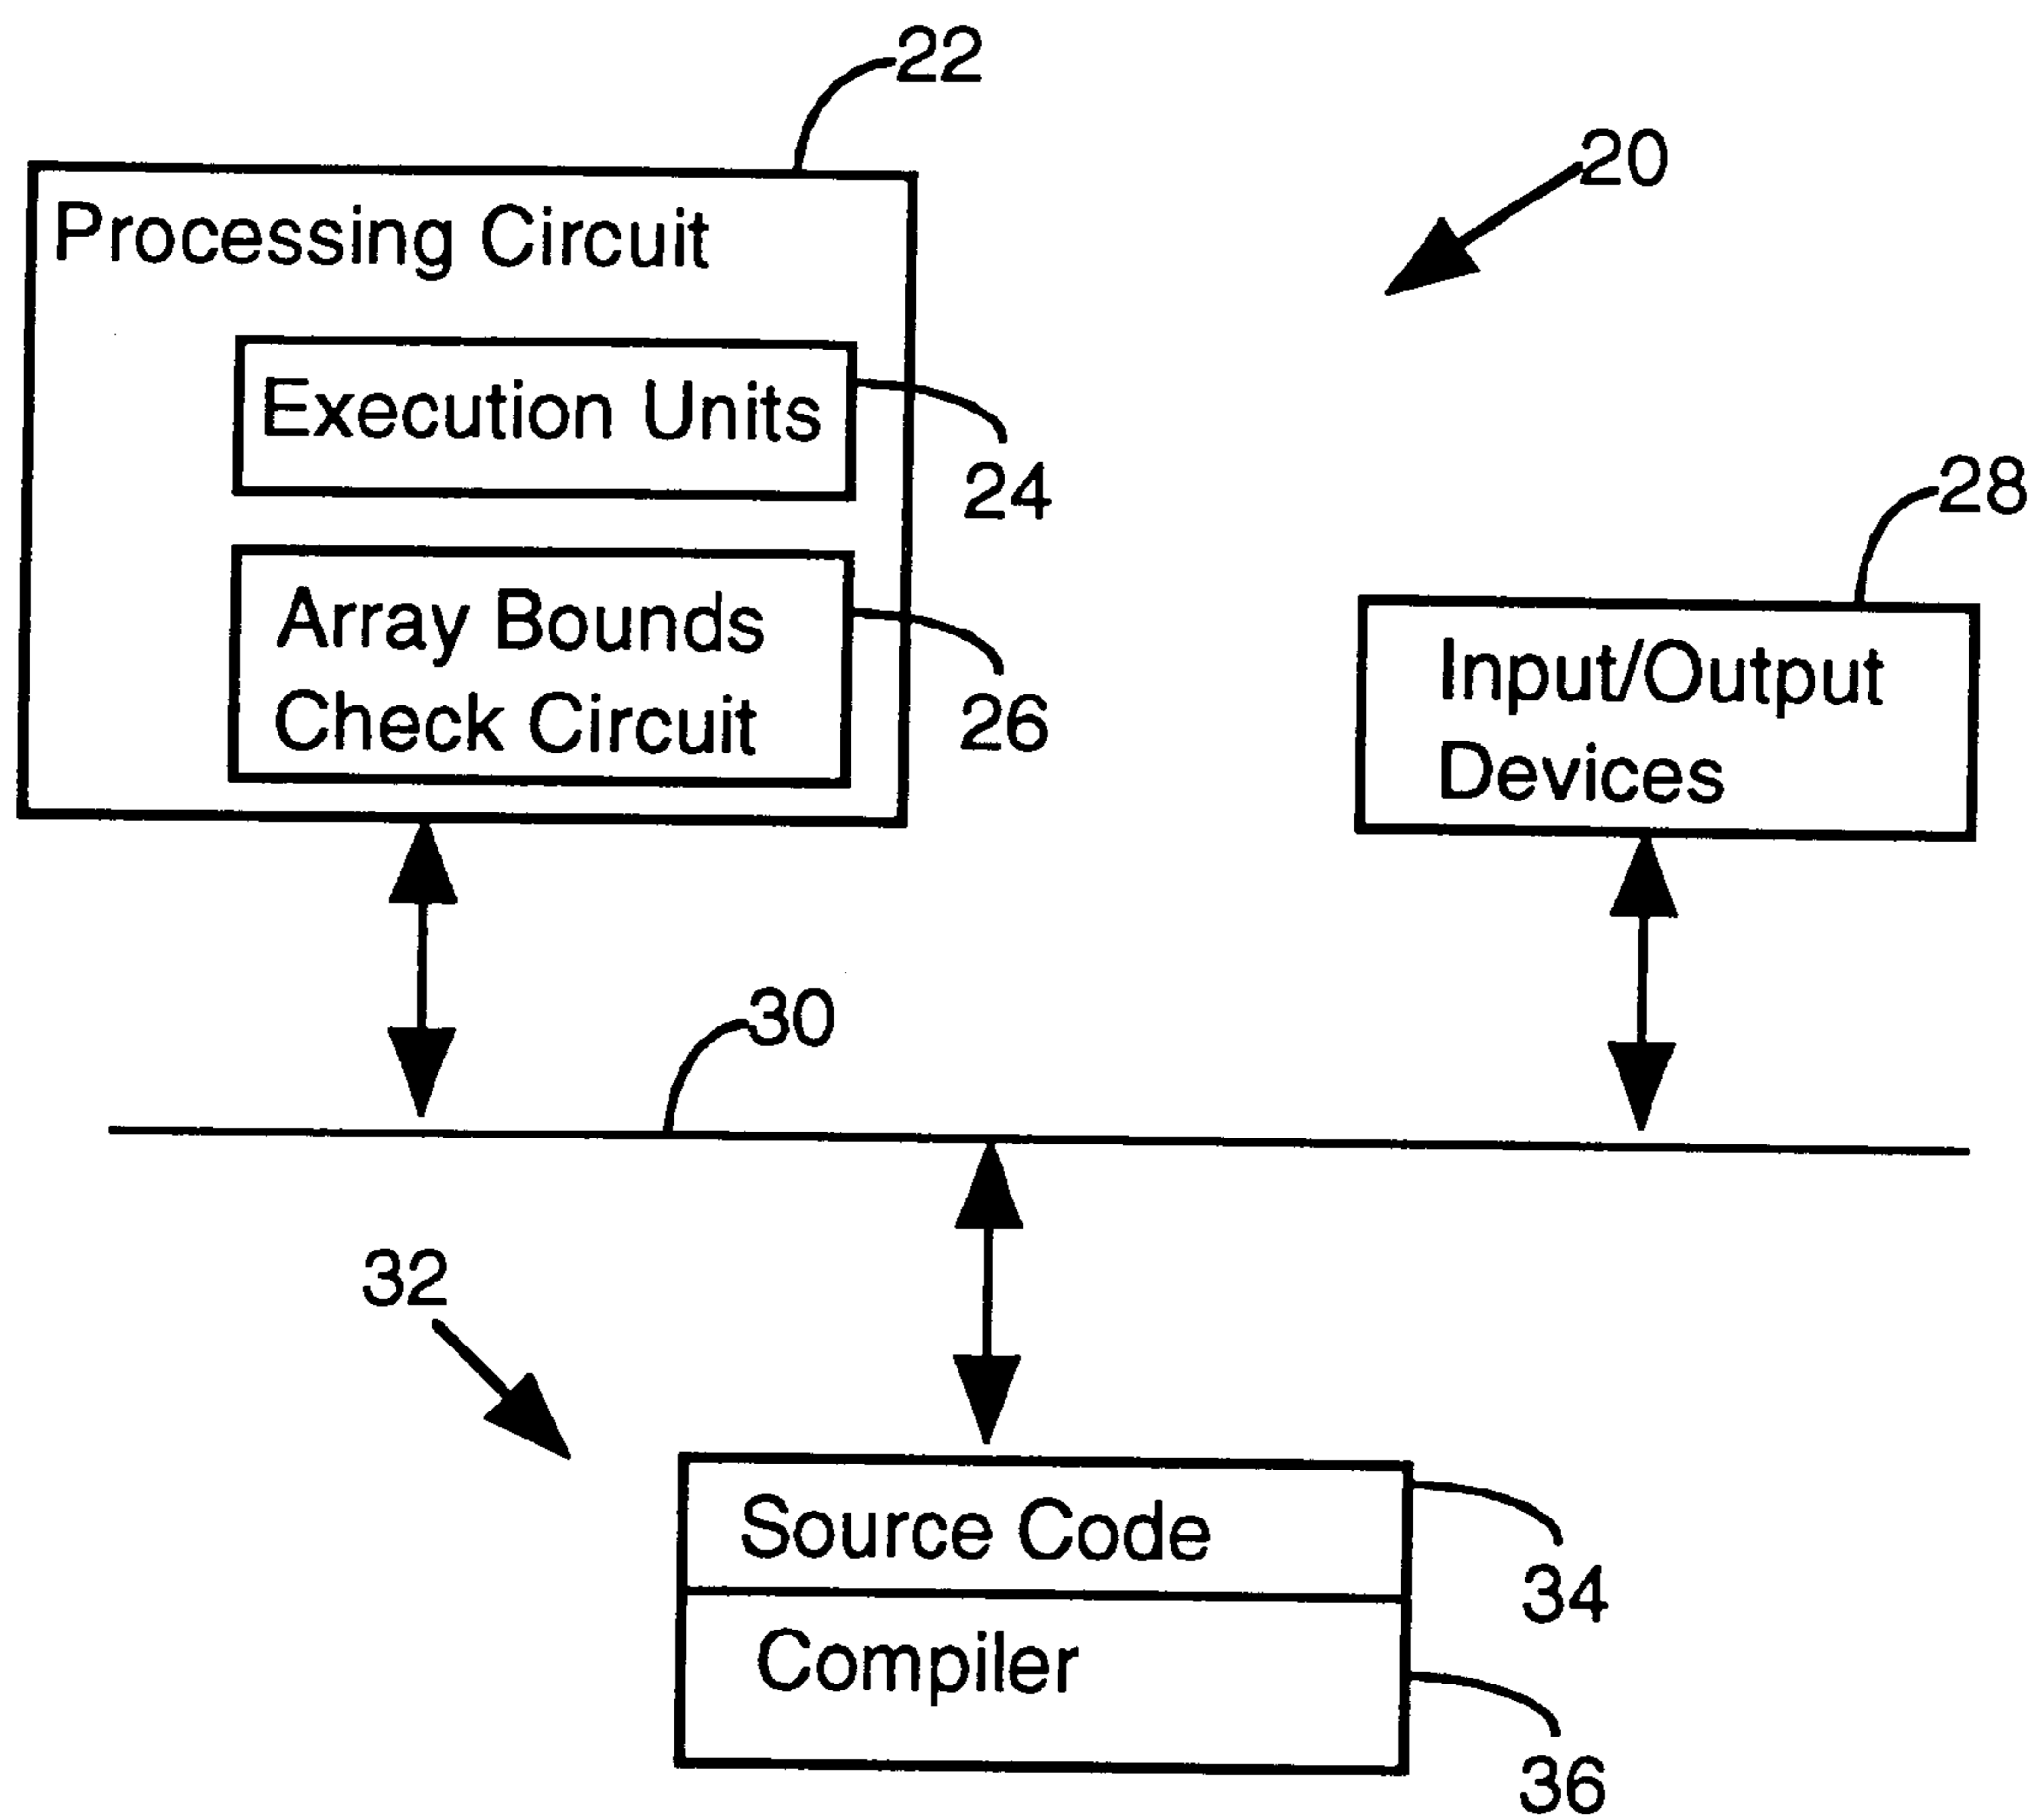 22
20
Processing Circuit
Execution Units
24
28
Array Bounds
Check Circuit
26
Input/Output
Devices
30
32
Source Code
34
Compiler
36